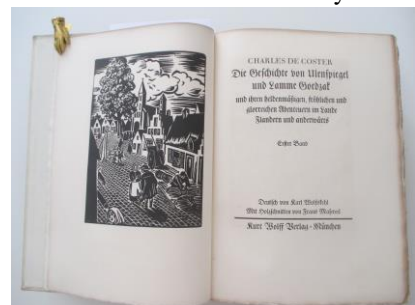 CHARLES DE COSTER
Die Geschichte von Ulenspiegel
und Lamme Goedzak
und ihren heldenmäßigen, fröhlichen und
glorreichen Abenteuern im Lande
Flandern und anderwärts
Erster Band
Deutsch von Karl Wolfskehl
Mit Holzschnitten von Frans Masereel
Kurt Wolff Verlag - München